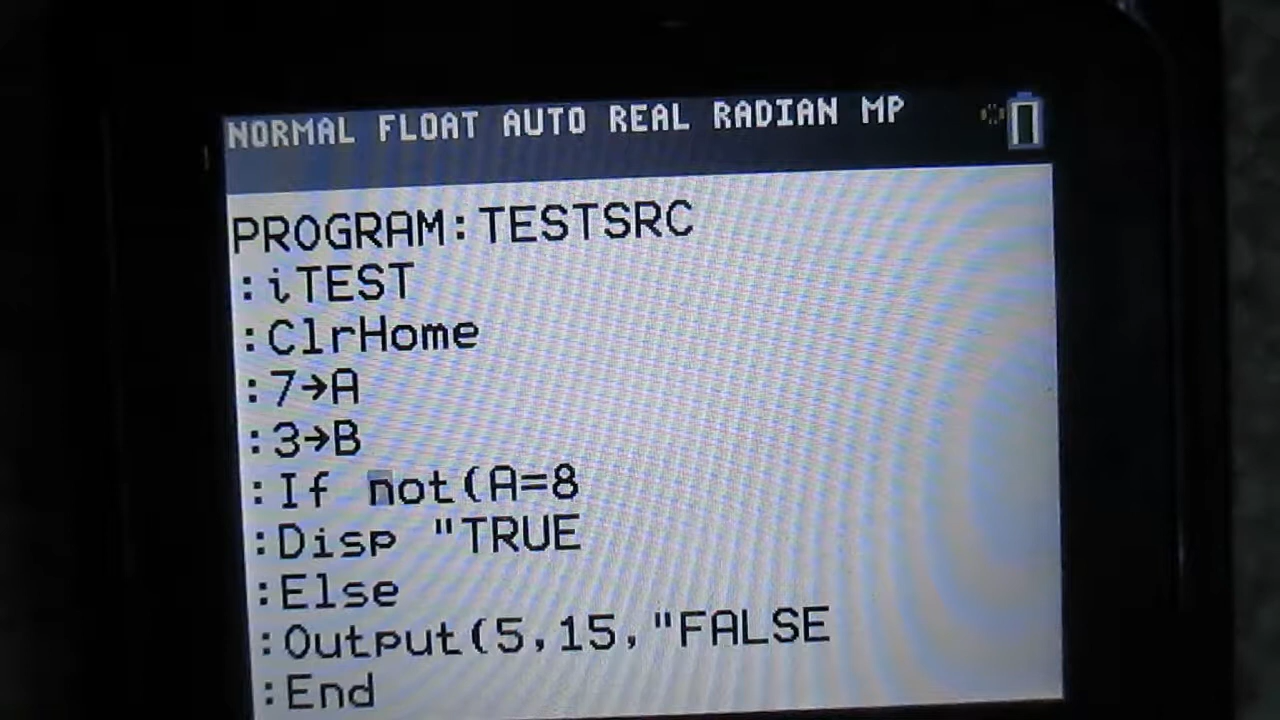 NORMAL FLOAT AUTO REAL RADIAN MP
PROGRAM:TESTSRC
:iTEST
:ClrHome
:7→A
:3→B
:If not(A=8
:Disp "TRUE
:Else
:Output(5,15,"FALSE
:End